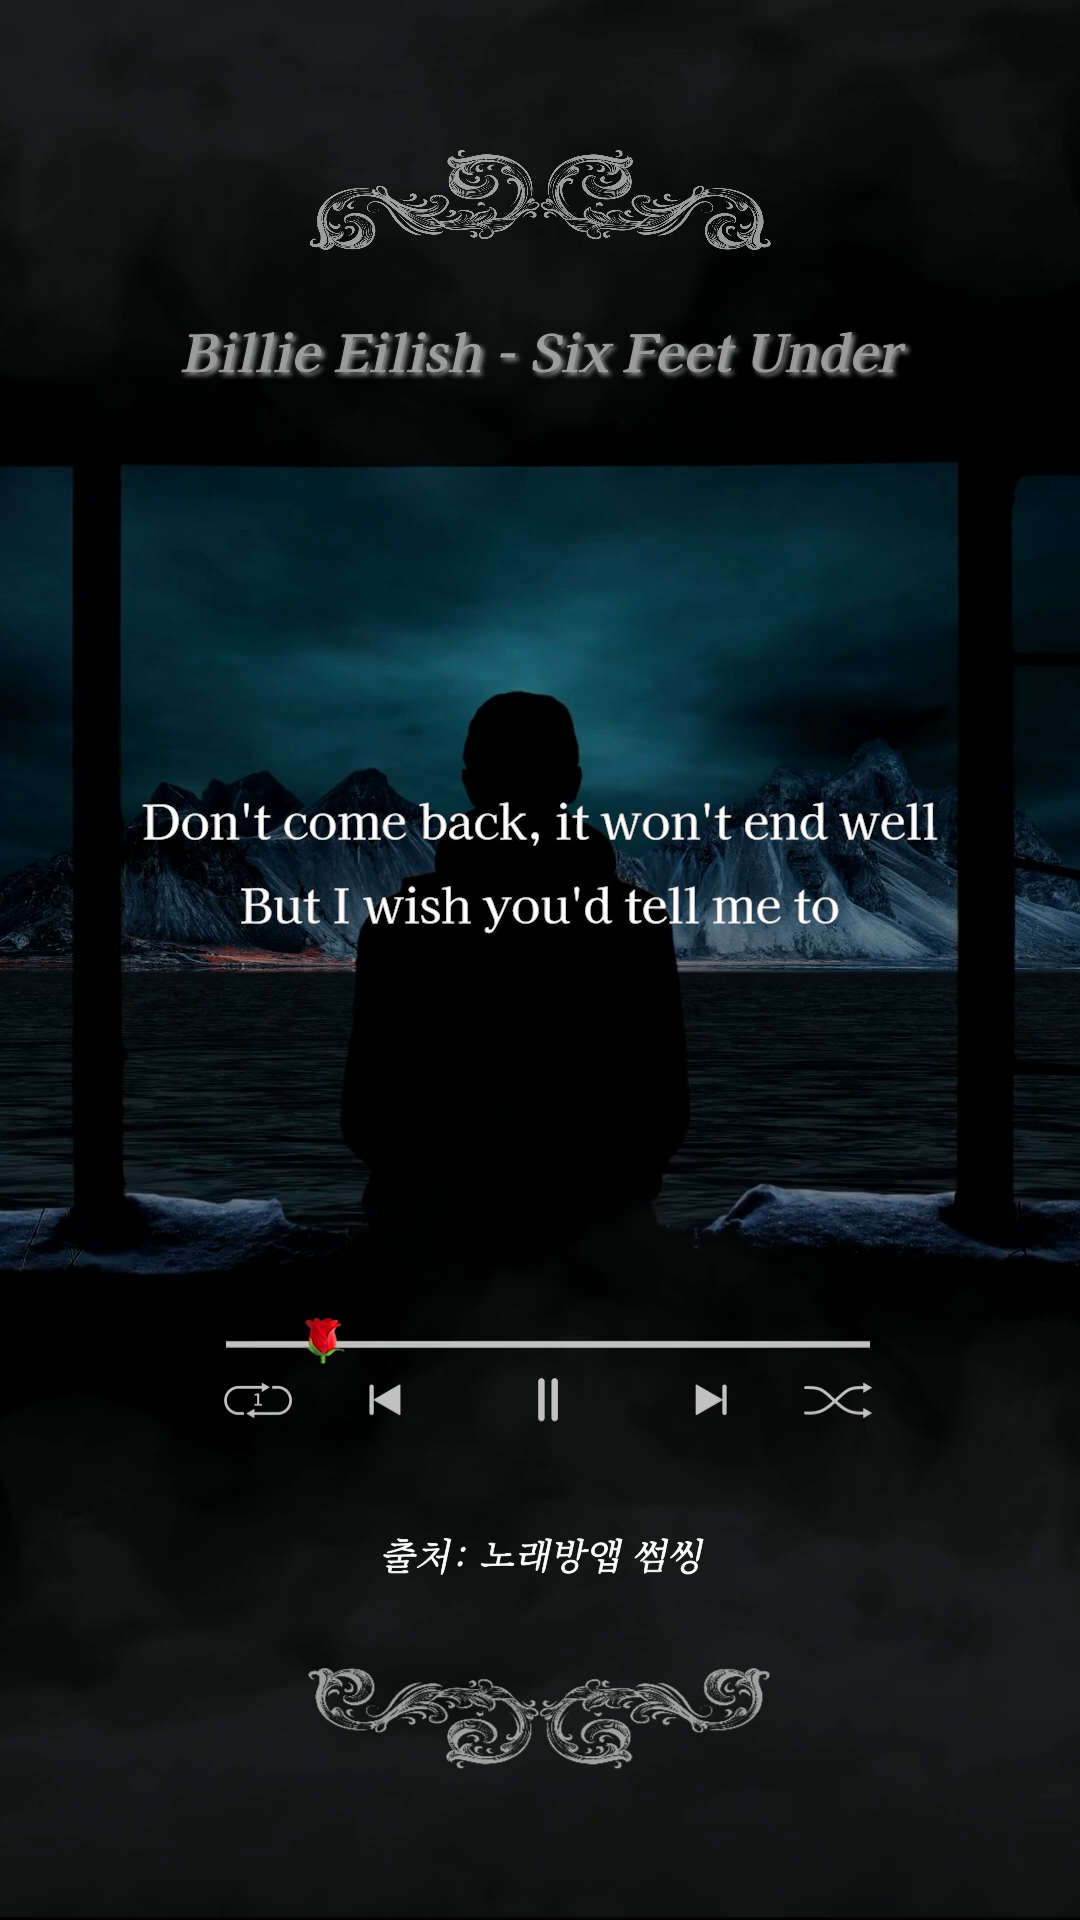 Billie Eilish - Six Feet Under
Don't come back, it won't end well
But I wish you'd tell me to
1
출처: 노래방앱 썸씽